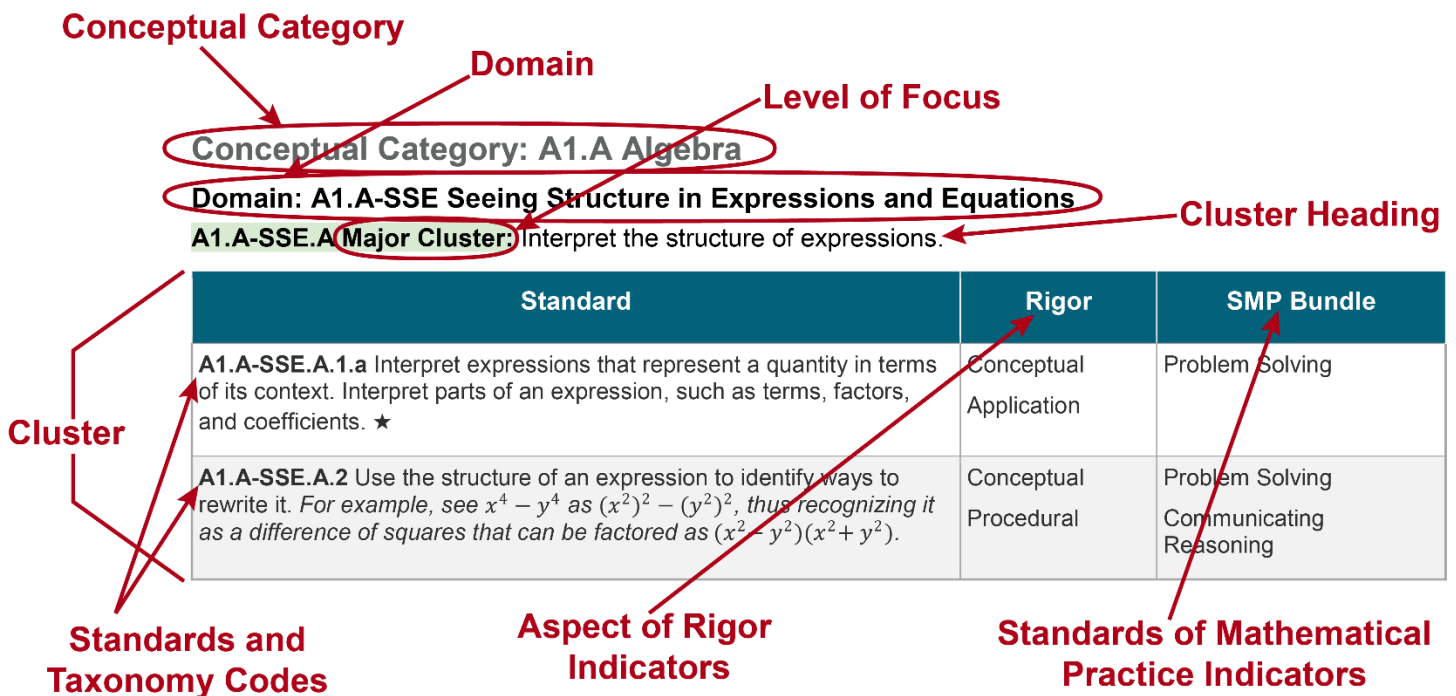 Conceptual Category
Domain
Level of Focus
Conceptual Category: A1.A Algebra
Domain: A1.A-SSE Seeing Structure in Expressions and Equations
Cluster Heading
A1.A-SSE.A Major Cluster: Interpret the structure of expressions.
Standard
Rigor
SMP Bundle
A1.A-SSE.A.1.a Interpret expressions that represent a quantity in terms
of its context. Interpret parts of an expression, such as terms, factors,
and coefficients. ★
Conceptual
Application
Problem Solving
Cluster
A1.A-SSE.A.2 Use the structure of an expression to identify ways to
rewrite it. For example, see x⁴ − y⁴ as (x²)² − (y²)², thus recognizing it
as a difference of squares that can be factored as (x² − y²)(x² + y²).
Conceptual
Procedural
Problem Solving
Communicating
Reasoning
Standards and
Taxonomy Codes
Aspect of Rigor
Indicators
Standards of Mathematical
Practice Indicators